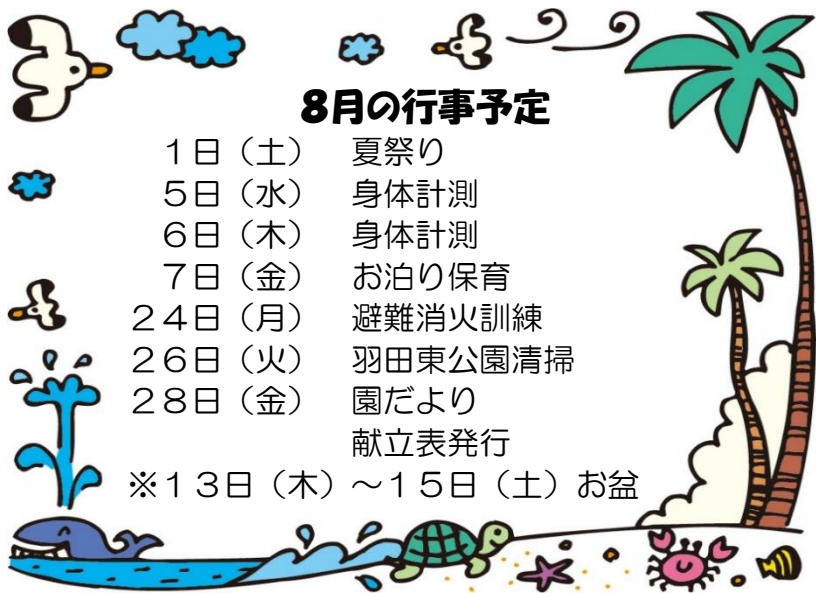 8月の行事予定
１日（土）　夏祭り
５日（水）　身体計測
６日（木）　身体計測
７日（金）　お泊り保育
２４日（月）　避難消火訓練
２６日（火）　羽田東公園清掃
２８日（金）　園だより
献立表発行
※１３日（木）～１５日（土）お盆